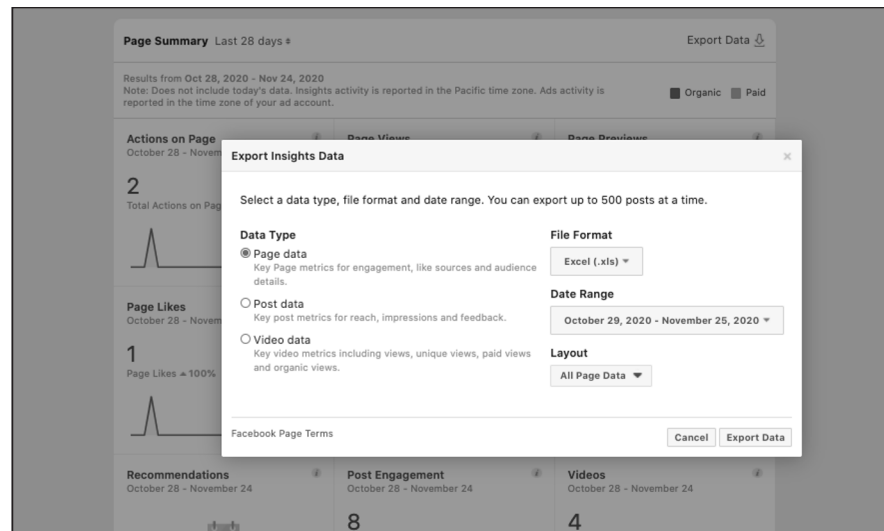 Page Summary Last 28 days
Export Data
Results from Oct 28, 2020 - Nov 24, 2020
Note: Does not include today's data. Insights activity is reported in the Pacific time zone. Ads activity is
reported in the time zone of your ad account.
Organic Paid
Actions on Page
October 28 - Novem
2
Total Actions on Pag
Page Views
Page Previews
Export Insights Data
Select a data type, file format and date range. You can export up to 500 posts at a time.
Data Type
Page data
Key Page metrics for engagement, like sources and audience
details.
Post data
Key post metrics for reach, impressions and feedback.
Video data
Key video metrics including views, unique views, paid views
and organic views.
File Format
Excel (.xls)
Date Range
October 29, 2020 - November 25, 2020
Layout
All Page Data
Facebook Page Terms
Cancel
Export Data
Page Likes
October 28 - Novem
1
Page Likes 100%
Recommendations
October 28 - November 24
Post Engagement
October 28 - November 24
8
Videos
October 28 - November 24
4